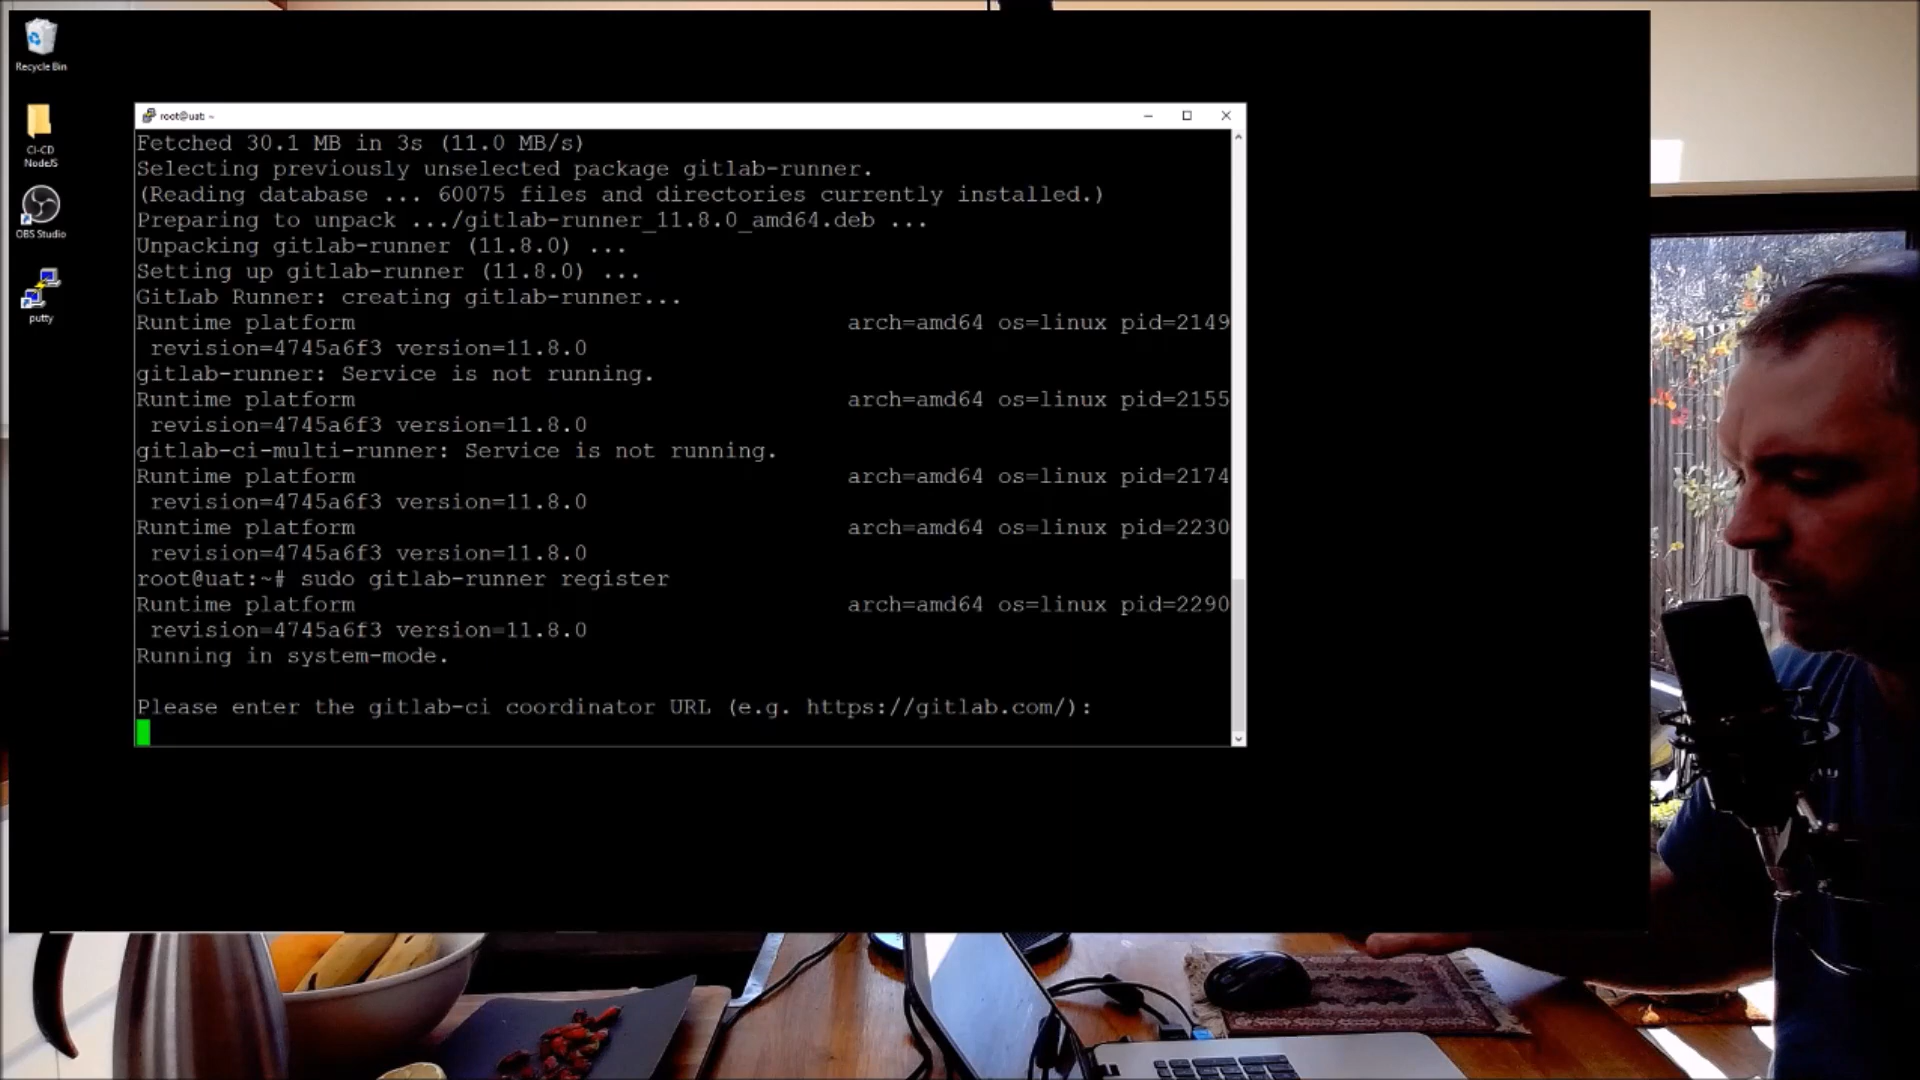 Recycle Bin
CI-CD
NodeJS
OBS Studio
putty
root@uat: ~
Fetched 30.1 MB in 3s (11.0 MB/s)
Selecting previously unselected package gitlab-runner.
(Reading database ... 60075 files and directories currently installed.)
Preparing to unpack .../gitlab-runner_11.8.0_amd64.deb ...
Unpacking gitlab-runner (11.8.0) ...
Setting up gitlab-runner (11.8.0) ...
GitLab Runner: creating gitlab-runner...
Runtime platform arch=amd64 os=linux pid=2149
revision=4745a6f3 version=11.8.0
gitlab-runner: Service is not running.
Runtime platform arch=amd64 os=linux pid=2155
revision=4745a6f3 version=11.8.0
gitlab-ci-multi-runner: Service is not running.
Runtime platform arch=amd64 os=linux pid=2174
revision=4745a6f3 version=11.8.0
Runtime platform arch=amd64 os=linux pid=2230
revision=4745a6f3 version=11.8.0
root@uat:~# sudo gitlab-runner register
Runtime platform arch=amd64 os=linux pid=2290
revision=4745a6f3 version=11.8.0
Running in system-mode.
Please enter the gitlab-ci coordinator URL (e.g. https://gitlab.com/):